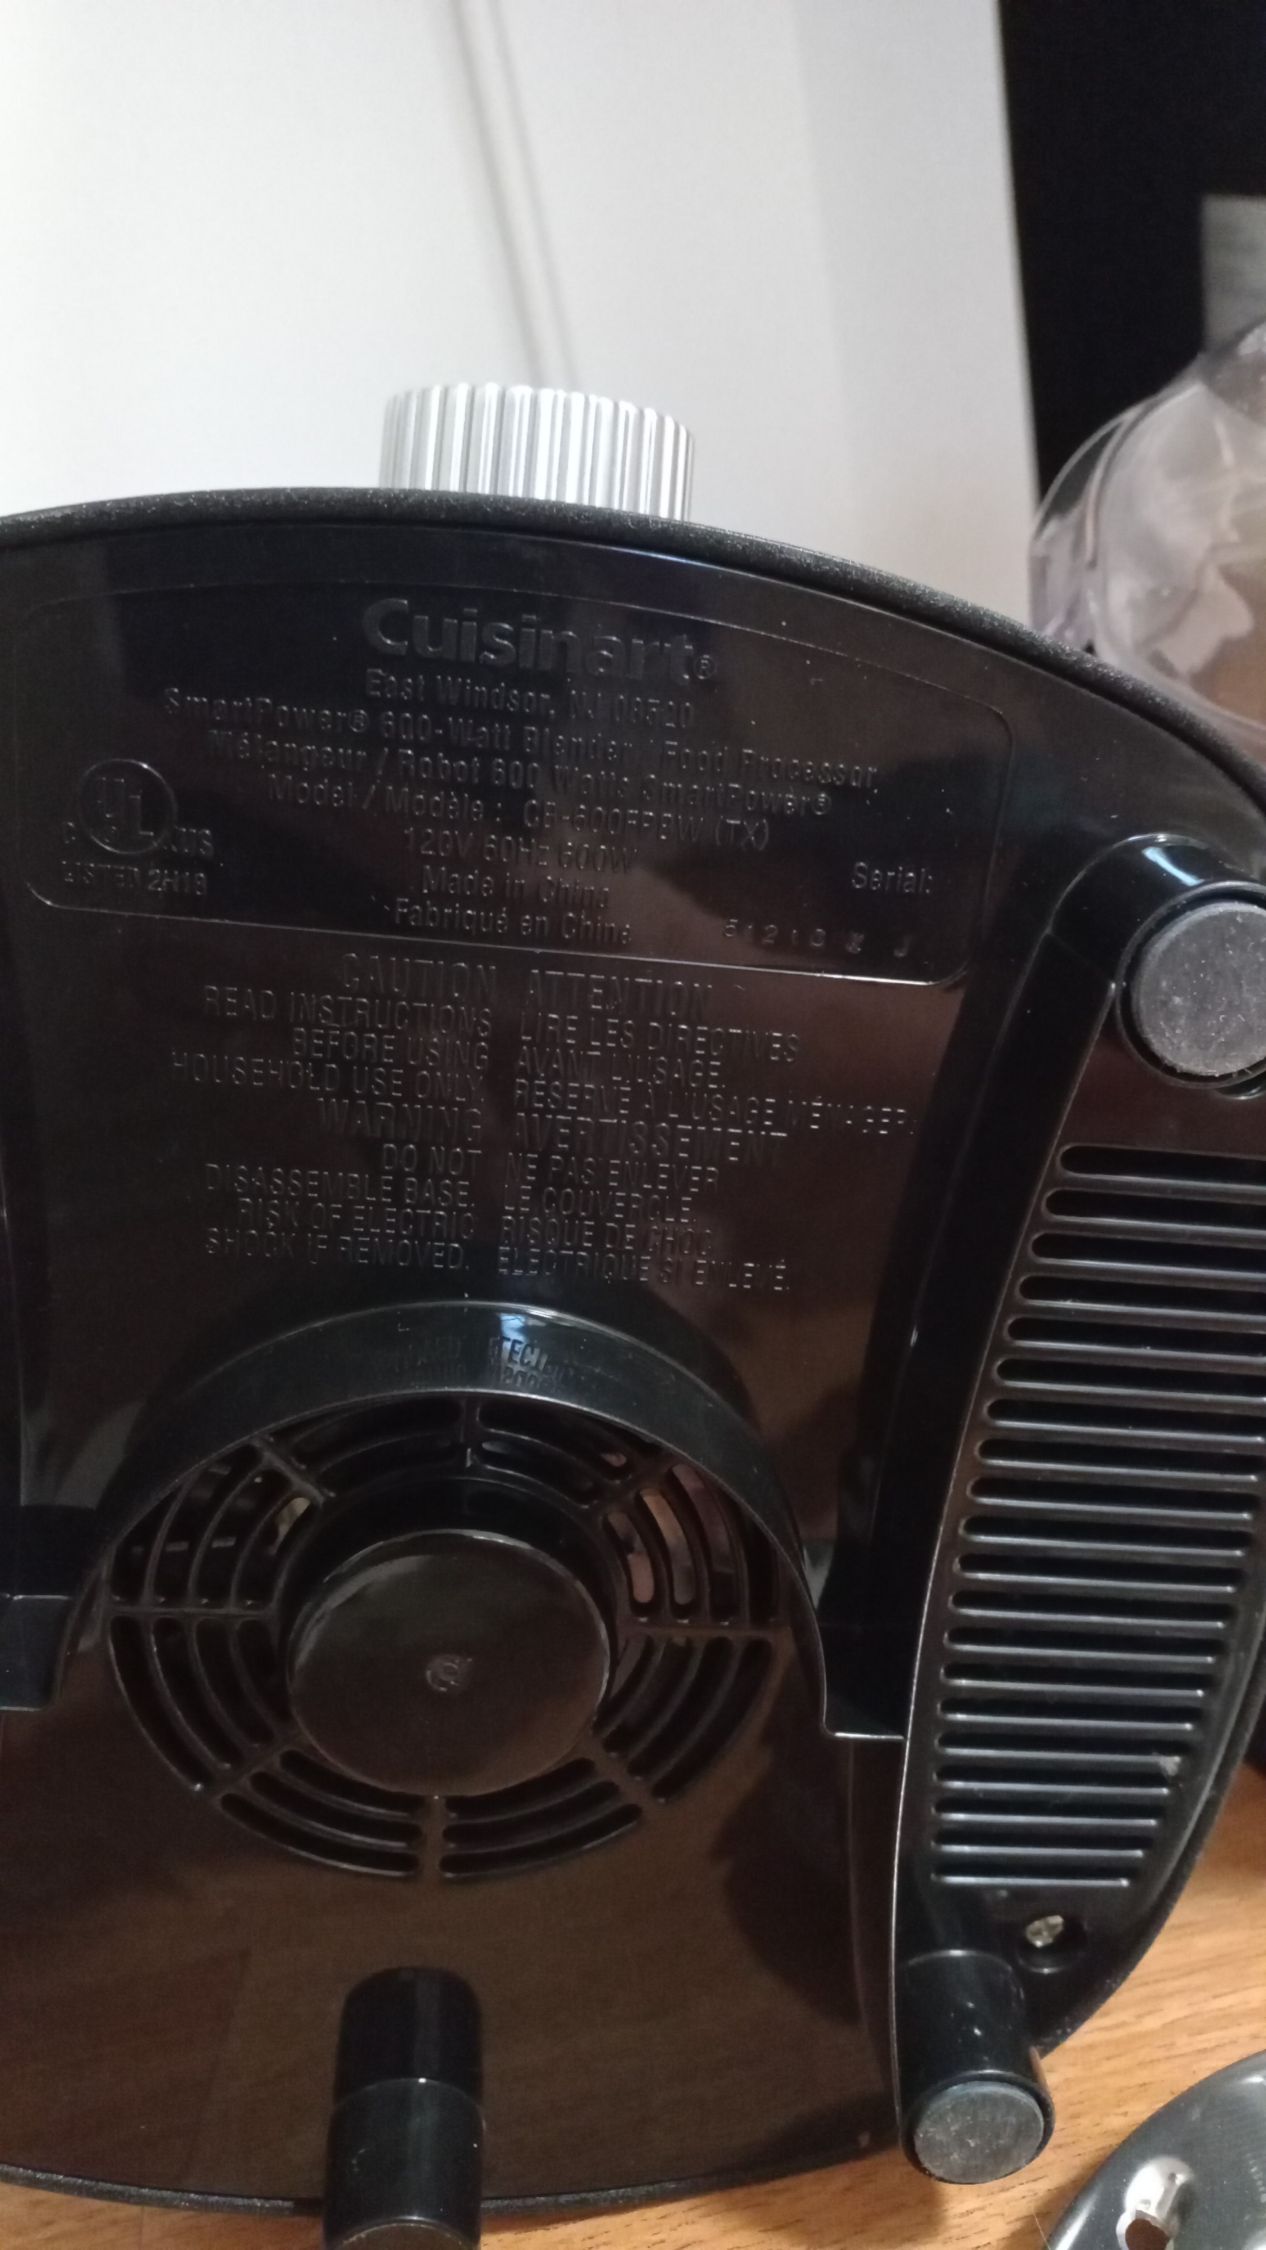 Cuisinart®
East Windsor, NJ 08520
SmartPower® 600-Watt Blender / Food Processor
Mélangeur / Robot 600 Watts SmartPower®
Model / Modèle : CB-600FPBW (TX)
120V 60Hz 600W
Made in China
Fabriqué en Chine
UL
C US
LISTED 2H18
Serial:
CAUTION
READ INSTRUCTIONS
BEFORE USING
HOUSEHOLD USE ONLY
WARNING
DO NOT
DISASSEMBLE BASE.
RISK OF ELECTRIC
SHOCK IF REMOVED.
ATTENTION
LIRE LES DIRECTIVES
AVANT L'USAGE.
RÉSERVÉ À L'USAGE MÉNAGER.
AVERTISSEMENT
NE PAS ENLEVER
LE COUVERCLE.
RISQUE DE CHOC
ÉLECTRIQUE SI ENLEVÉ.